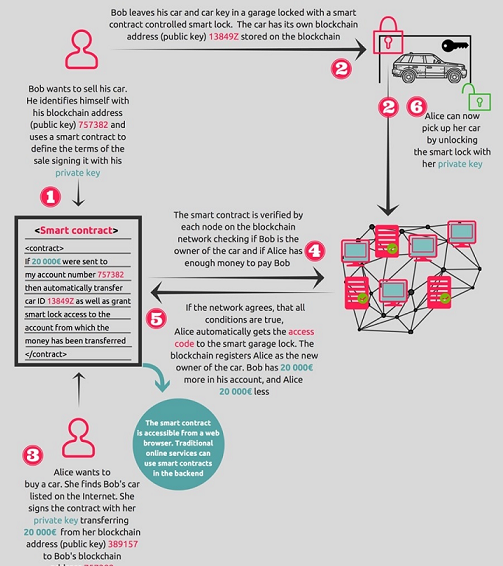 Bob leaves his car and car key in a garage locked with a smart
contract controlled smart lock. The car has its own blockchain
address (public key) 13849Z stored on the blockchain
2
Bob wants to sell his car.
He identifies himself with
his blockchain address
(public key) 757382 and
uses a smart contract to
define the terms of the
sale signing it with his
private key
1
2
6
Alice can now
pick up her car
by unlocking
the smart lock with
her private key
<Smart contract>
<contract>
If 20 000€ were sent to
my account number 757382
then automatically transfer
car ID 13849Z as well as grant
smart lock access to the
account from which the
money has been transferred
</contract>
The smart contract is verified by
each node on the blockchain
network checking if Bob is the
owner of the car and if Alice has
enough money to pay Bob
4
5
If the network agrees, that all
conditions are true,
Alice automatically gets the access
code to the smart garage lock. The
blockchain registers Alice as the new
owner of the car. Bob has 20 000€
more in his account, and Alice
20 000€ less
The smart contract
is accessible from a web
browser. Traditional
online services can
use smart contracts
in the backend
3
Alice wants to
buy a car. She finds Bob's car
listed on the Internet. She
signs the contract with her
private key transferring
20 000€ from her blockchain
address (public key) 389157
to Bob's blockchain